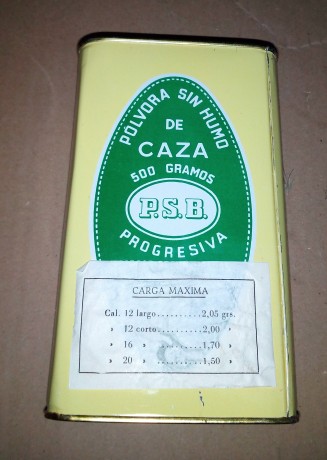 POLVORA SIN HUMO
DE
CAZA
500 GRAMOS
P.S.B.
PROGRESIVA
CARGA MAXIMA
Cal. 12 largo..........2,05 grs.
» 12 corto..........2,00 »
» 16 » ..........1,70 »
» 20 » ..........1,50 »